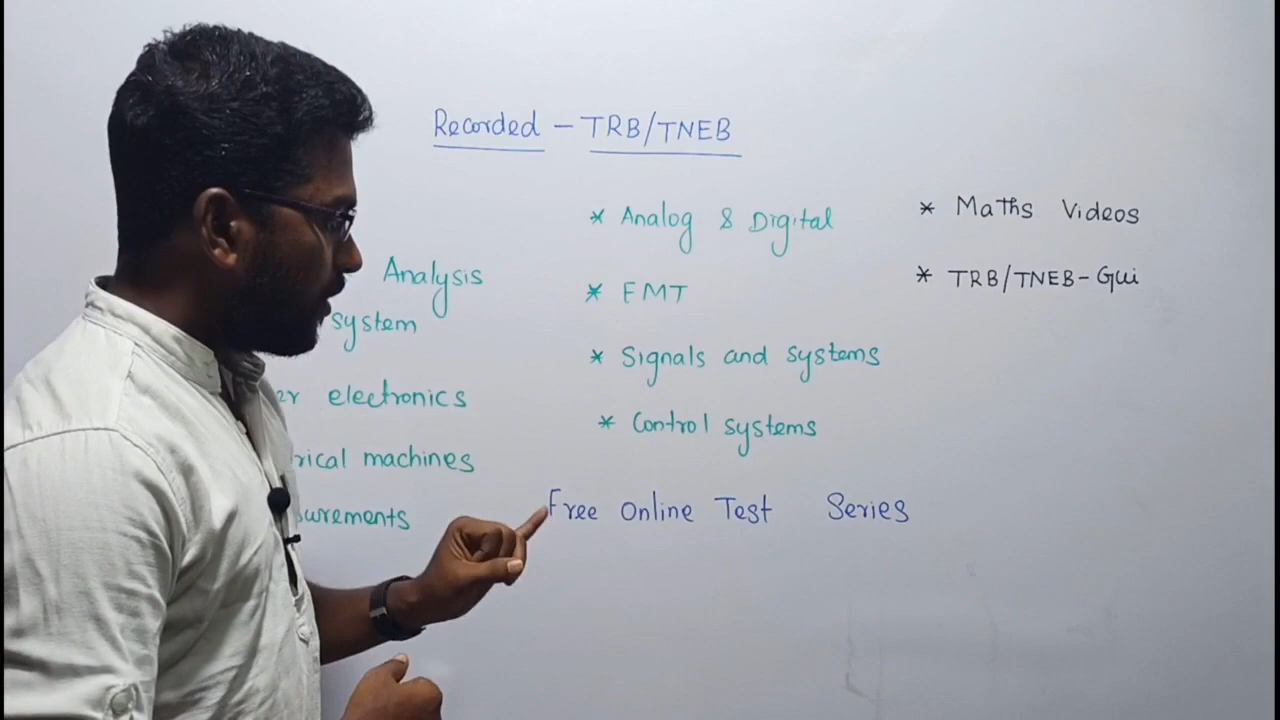 Recorded - TRB/TNEB
Analysis
system
electronics
machines
* Analog & Digital
* EMT
* Signals and systems
* Control systems
Free Online Test Series
* Maths Videos
* TRB/TNEB-Gui